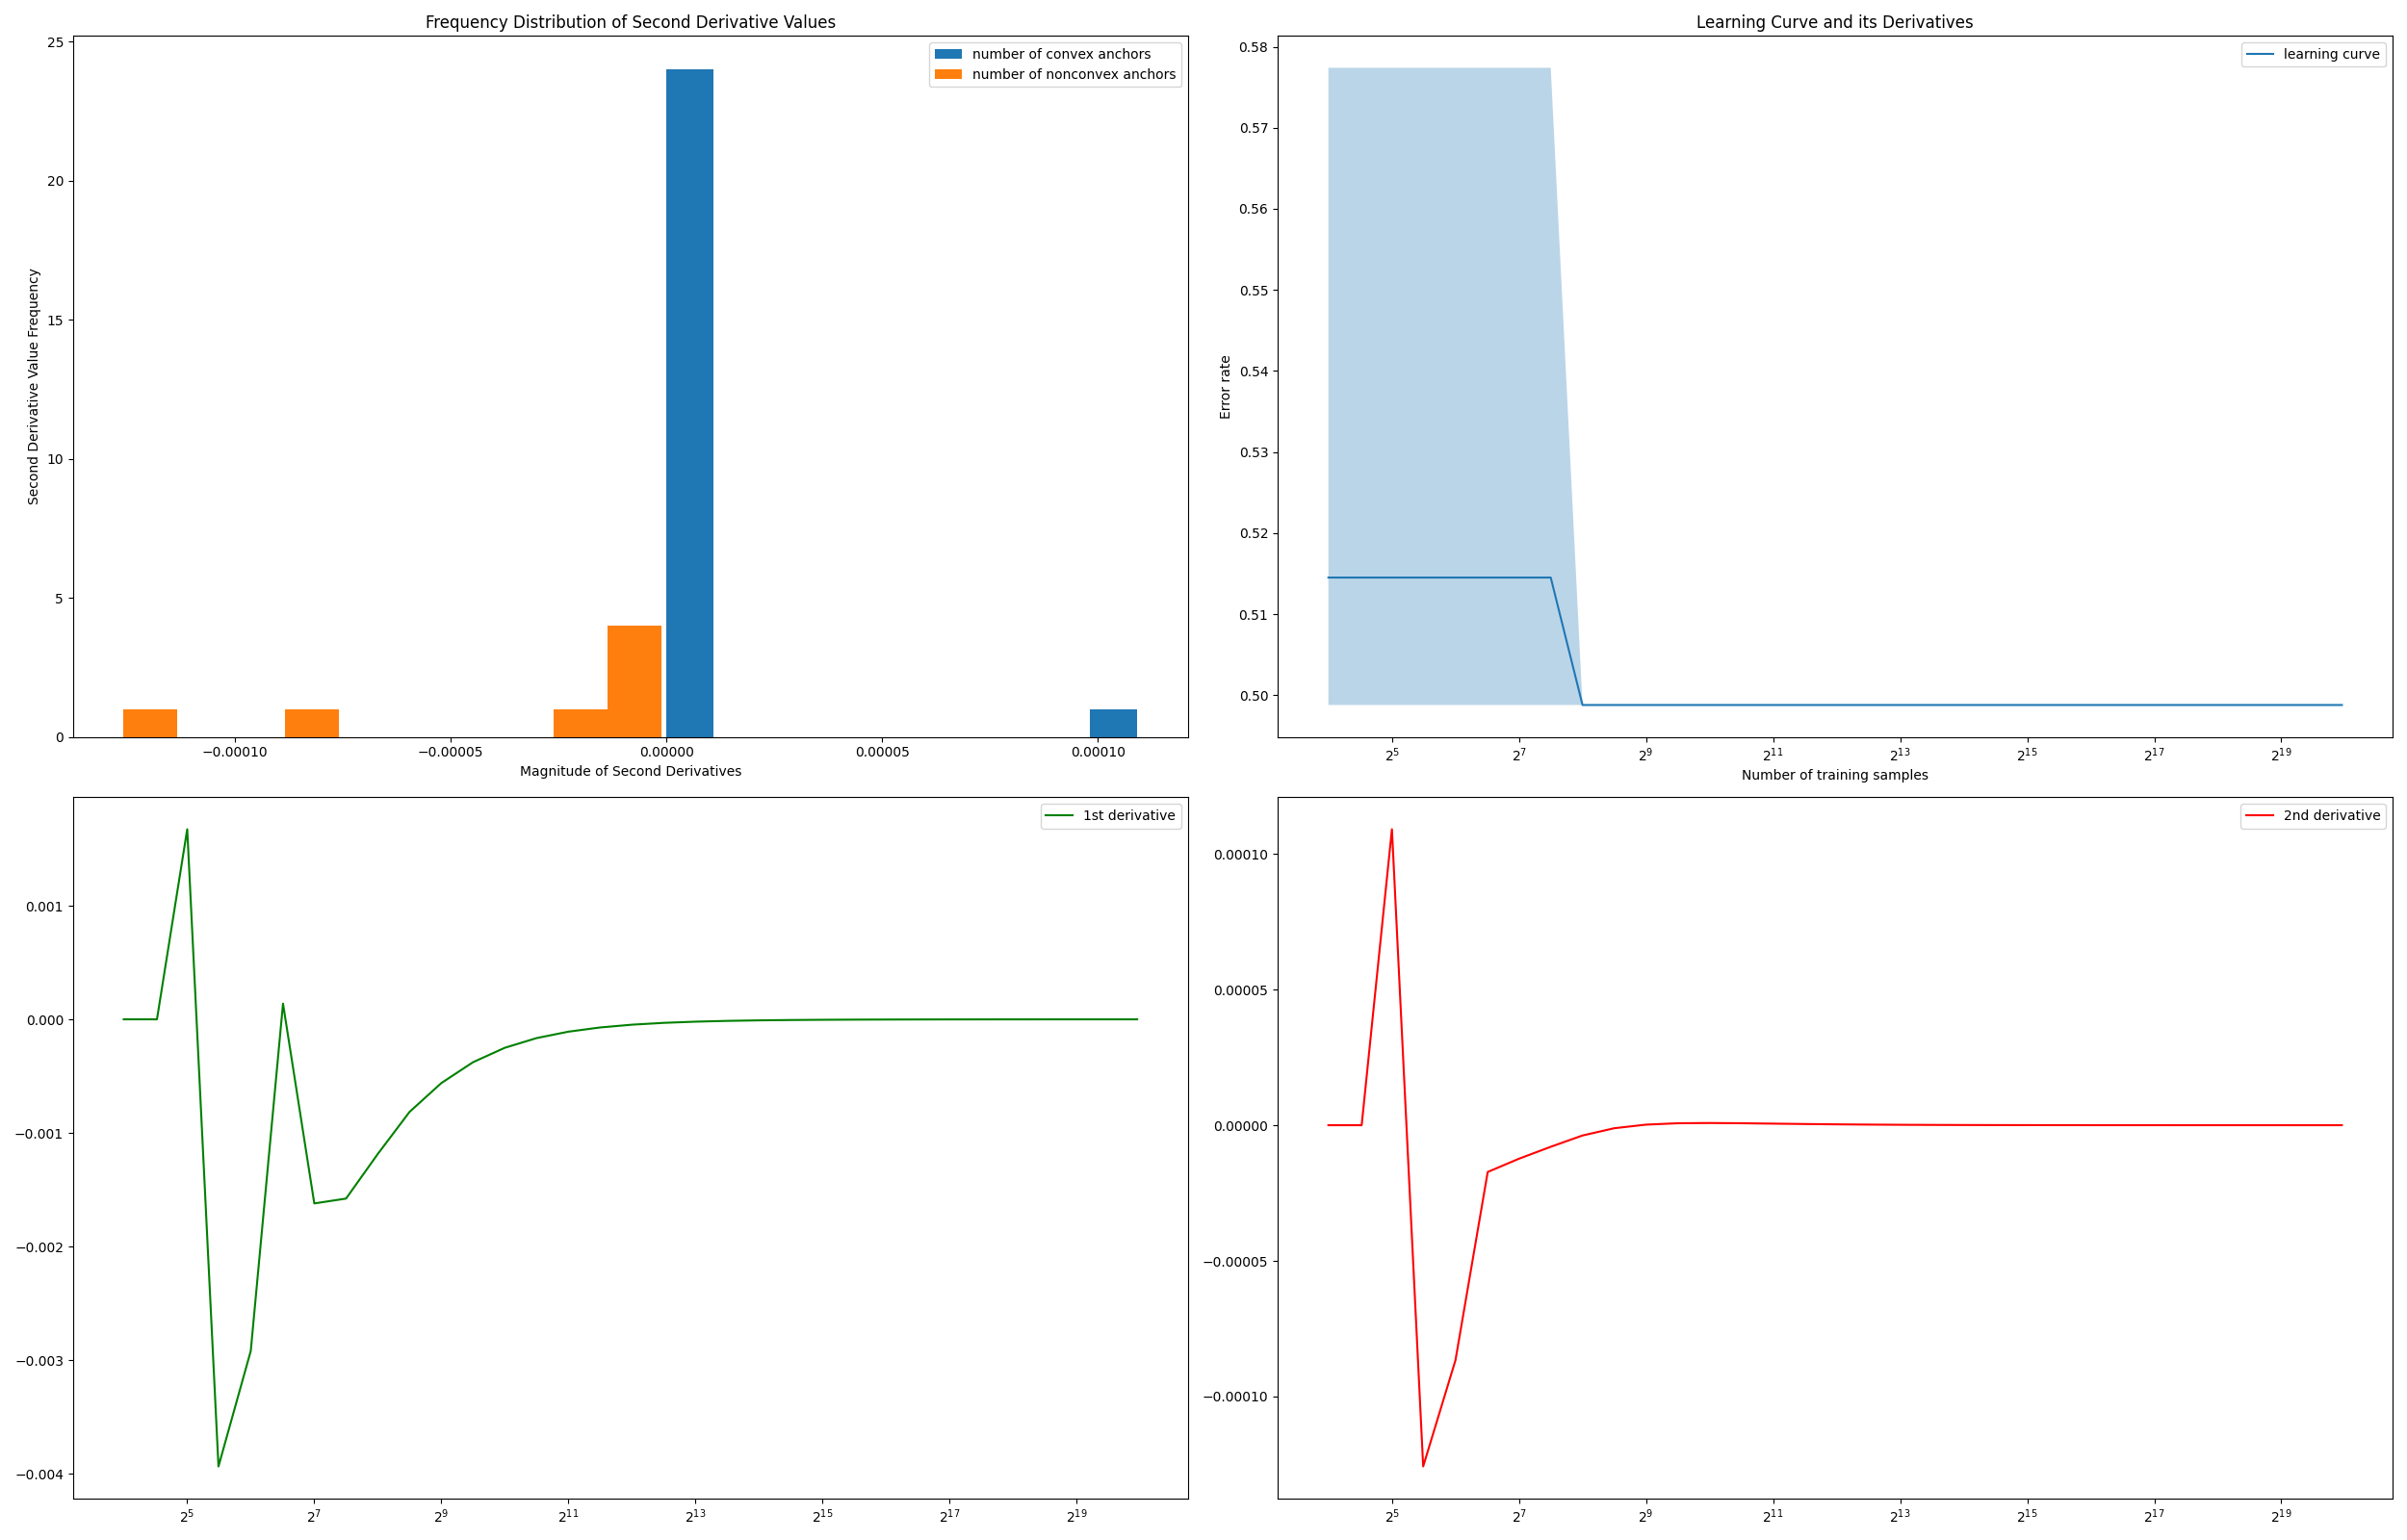 Frequency Distribution of Second Derivative Values
number of convex anchors
number of nonconvex anchors
Second Derivative Value Frequency
25
20
15
10
5
0
−0.00010 −0.00005 0.00000 0.00005 0.00010
Magnitude of Second Derivatives
Learning Curve and its Derivatives
learning curve
Error rate
0.58
0.57
0.56
0.55
0.54
0.53
0.52
0.51
0.50
2^5 2^7 2^9 2^11 2^13 2^15 2^17 2^19
Number of training samples
1st derivative
0.001
0.000
−0.001
−0.002
−0.003
−0.004
2^5 2^7 2^9 2^11 2^13 2^15 2^17 2^19
2nd derivative
0.00010
0.00005
0.00000
−0.00005
−0.00010
2^5 2^7 2^9 2^11 2^13 2^15 2^17 2^19